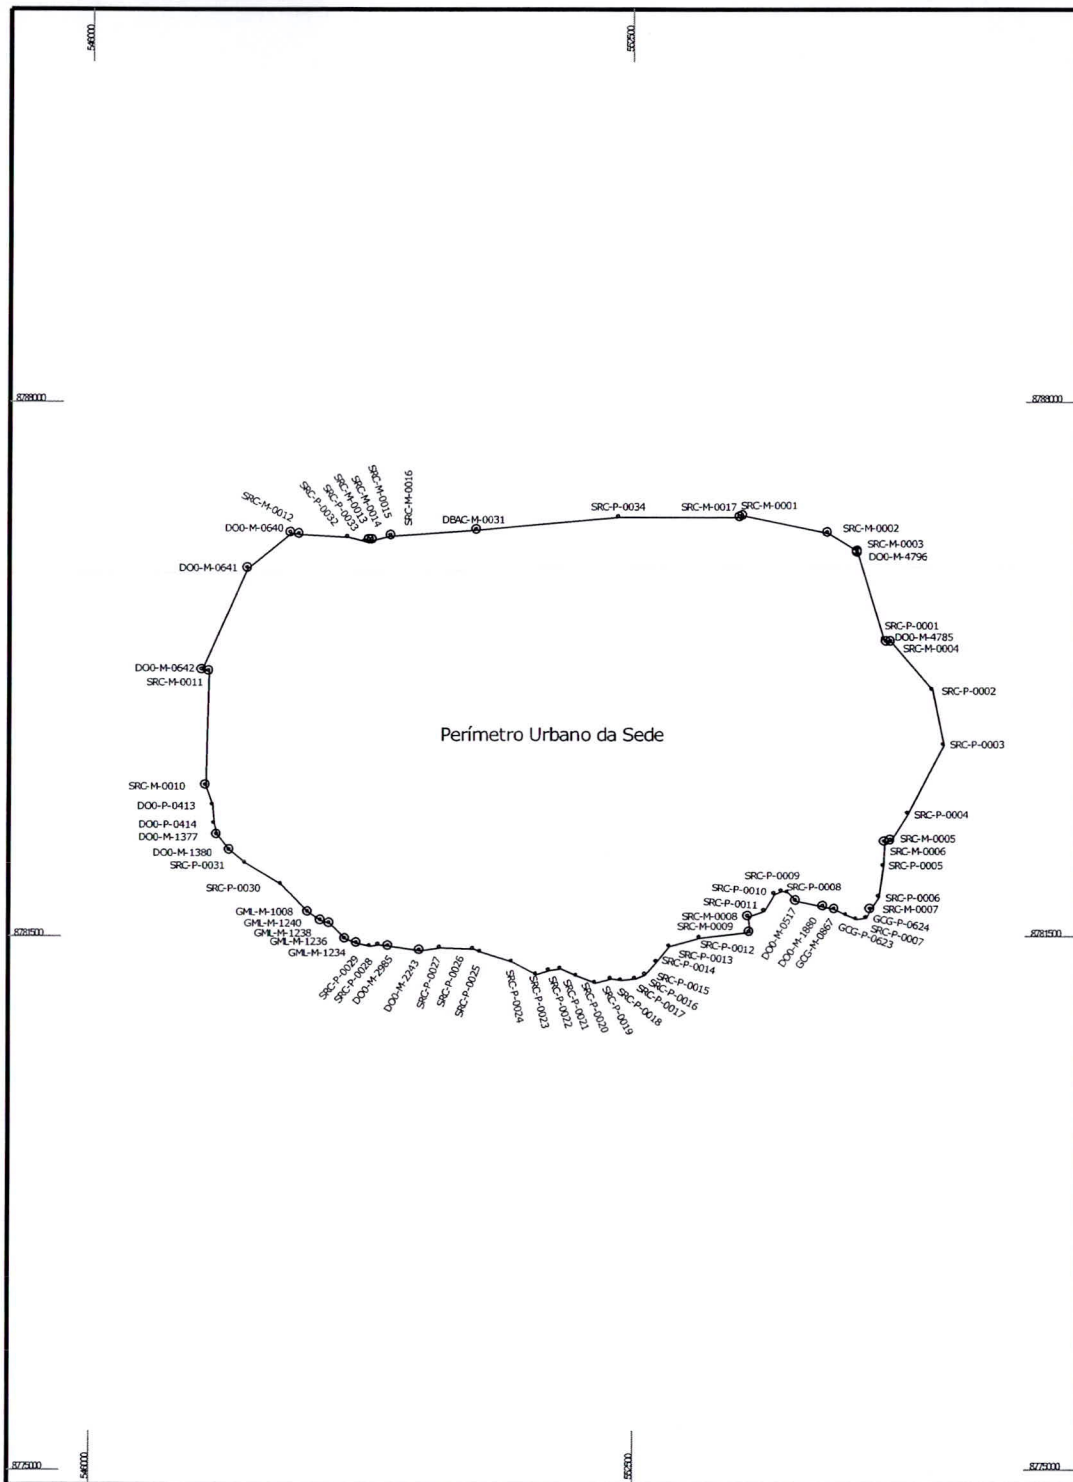 546000
552500
8788000
8788000
SRC-M-0012
SRC-P-0032
SRC-P-0033
SRC-M-0013
SRC-M-0014
SRC-M-0015
SRC-M-0016
DBAC-M-0031
SRC-P-0034
SRC-M-0017
SRC-M-0001
SRC-M-0002
SRC-M-0003
DO0-M-4796
DO0-M-0640
DO0-M-0641
SRC-P-0001
DO0-M-4785
SRC-M-0004
DO0-M-0642
SRC-M-0011
SRC-P-0002
Perímetro Urbano da Sede
SRC-P-0003
SRC-M-0010
DO0-P-0413
DO0-P-0414
DO0-M-1377
DO0-M-1380
SRC-P-0031
SRC-P-0030
SRC-P-0004
SRC-M-0005
SRC-M-0006
SRC-P-0005
SRC-P-0009
SRC-P-0010
SRC-P-0008
SRC-P-0011
SRC-M-0008
SRC-M-0009
SRC-P-0006
SRC-M-0007
GCG-P-0624
SRC-P-0007
GCG-P-0623
GCG-M-0867
DO0-M-1880
DO0-M-0517
GML-M-1008
GML-M-1240
GML-M-1238
GML-M-1236
GML-M-1234
8781500
8781500
SRC-P-0029
SRC-P-0028
DO0-M-2985
DO0-M-2243
SRC-P-0027
SRC-P-0026
SRC-P-0025
SRC-P-0024
SRC-P-0023
SRC-P-0022
SRC-P-0021
SRC-P-0020
SRC-P-0019
SRC-P-0018
SRC-P-0017
SRC-P-0016
SRC-P-0015
SRC-P-0014
SRC-P-0013
SRC-P-0012
8775000
546000
552500
8775000